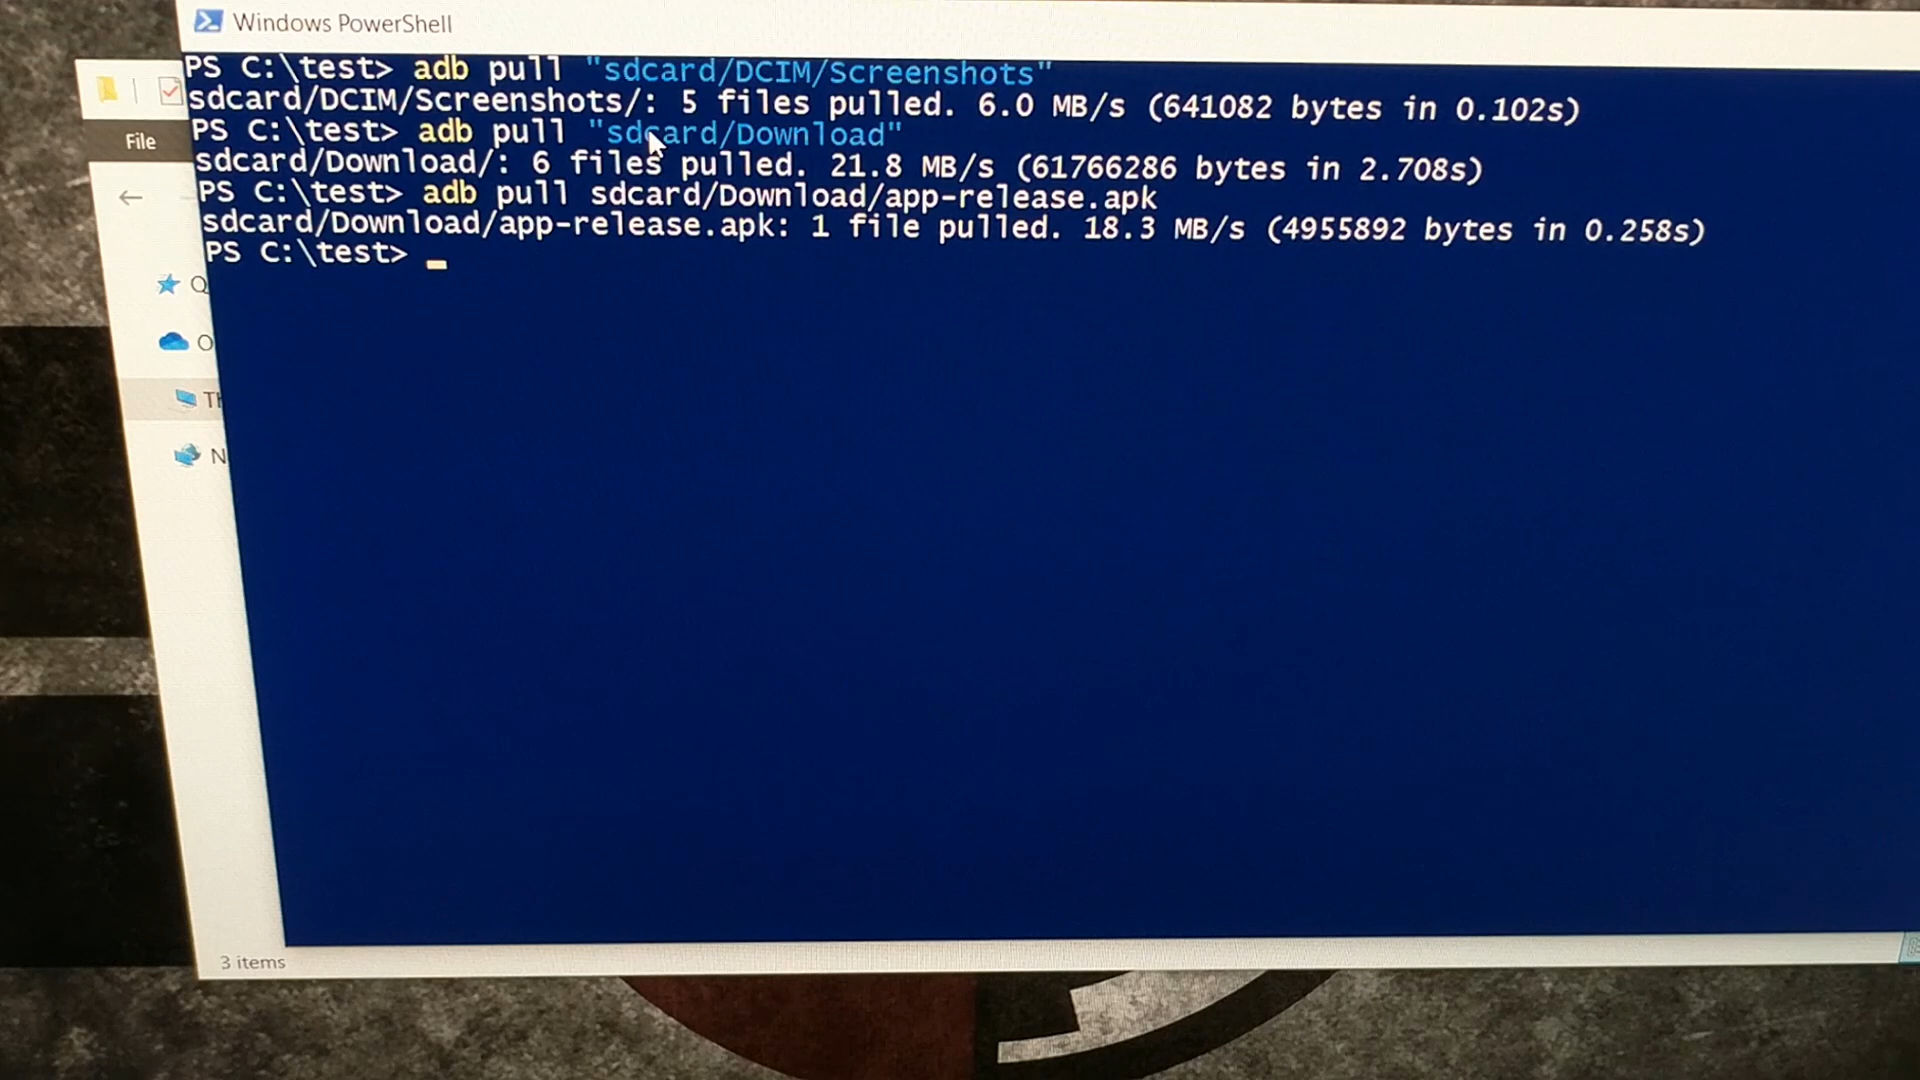 Windows PowerShell
PS C:\test> adb pull "sdcard/DCIM/Screenshots"
sdcard/DCIM/Screenshots/: 5 files pulled. 6.0 MB/s (641082 bytes in 0.102s)
PS C:\test> adb pull "sdcard/Download"
sdcard/Download/: 6 files pulled. 21.8 MB/s (61766286 bytes in 2.708s)
PS C:\test> adb pull sdcard/Download/app-release.apk
sdcard/Download/app-release.apk: 1 file pulled. 18.3 MB/s (4955892 bytes in 0.258s)
PS C:\test>
File
3 items